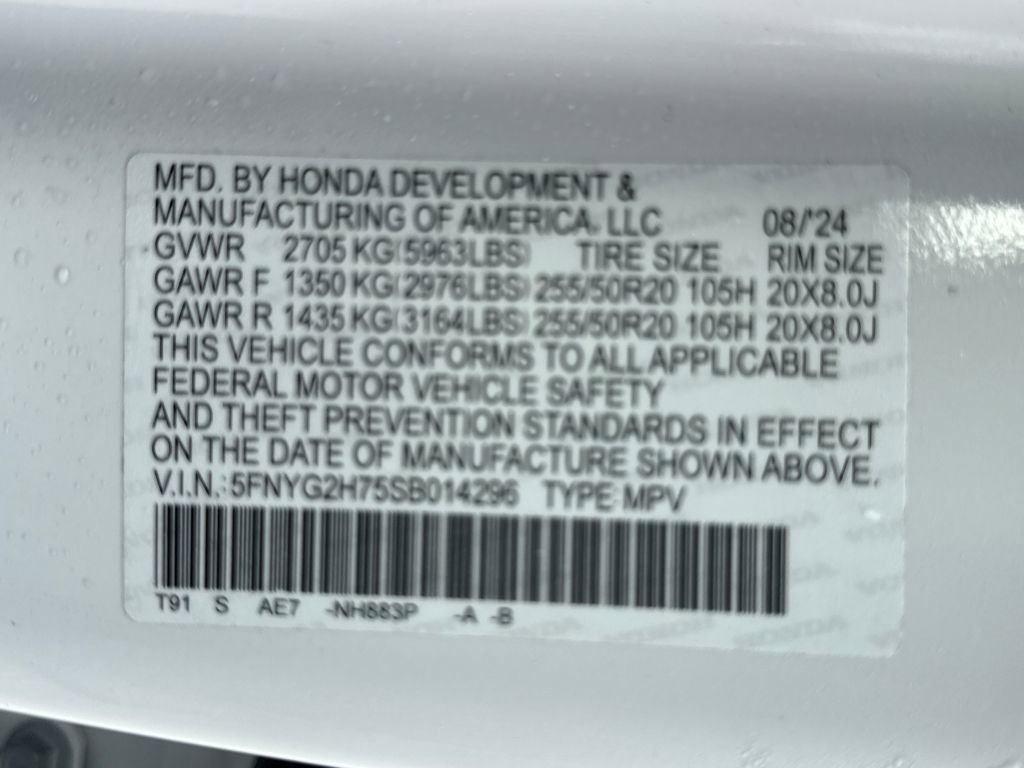 MFD. BY HONDA DEVELOPMENT &
MANUFACTURING OF AMERICA, LLC 08/'24
GVWR 2705 KG(5963LBS) TIRE SIZE RIM SIZE
GAWR F 1350 KG(2976LBS) 255/50R20 105H 20X8.0J
GAWR R 1435 KG(3164LBS) 255/50R20 105H 20X8.0J
THIS VEHICLE CONFORMS TO ALL APPLICABLE
FEDERAL MOTOR VEHICLE SAFETY
AND THEFT PREVENTION STANDARDS IN EFFECT
ON THE DATE OF MANUFACTURE SHOWN ABOVE.
V.I.N.:5FNYG2H75SB014296 TYPE:MPV
T91 S AE7 -NH883P -A -B